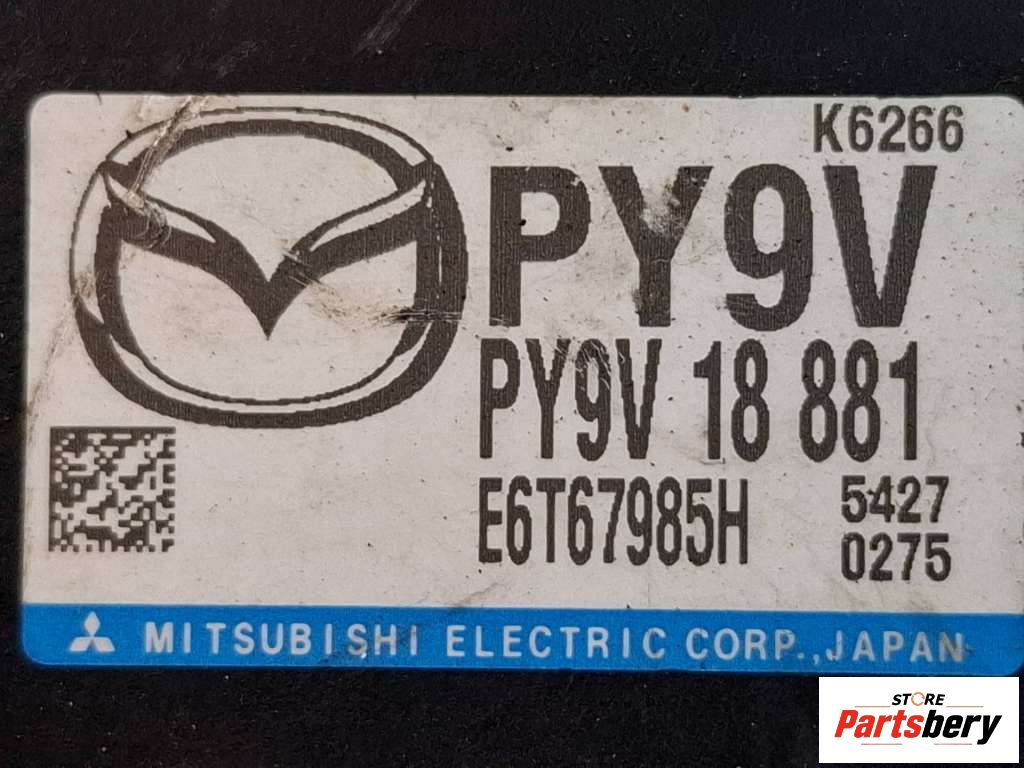 K6266
PY9V
PY9V 18 881
E6T67985H 5427
0275
MITSUBISHI ELECTRIC CORP., JAPAN
STORE
Partsbery